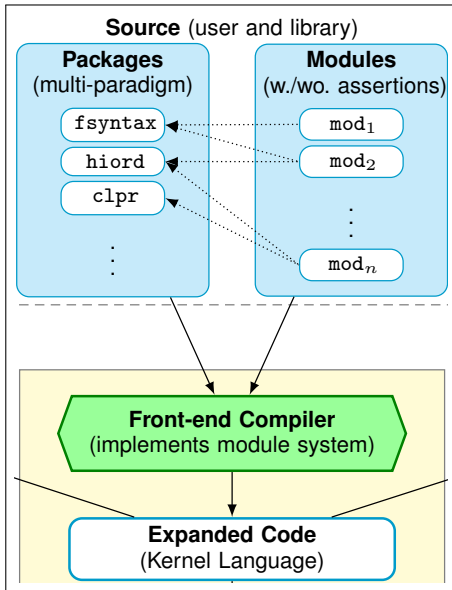 Source (user and library)
Packages
(multi-paradigm)
fsyntax
hiord
clpr
⋮
Modules
(w./wo. assertions)
mod₁
mod₂
⋮
modₙ
Front-end Compiler
(implements module system)
Expanded Code
(Kernel Language)